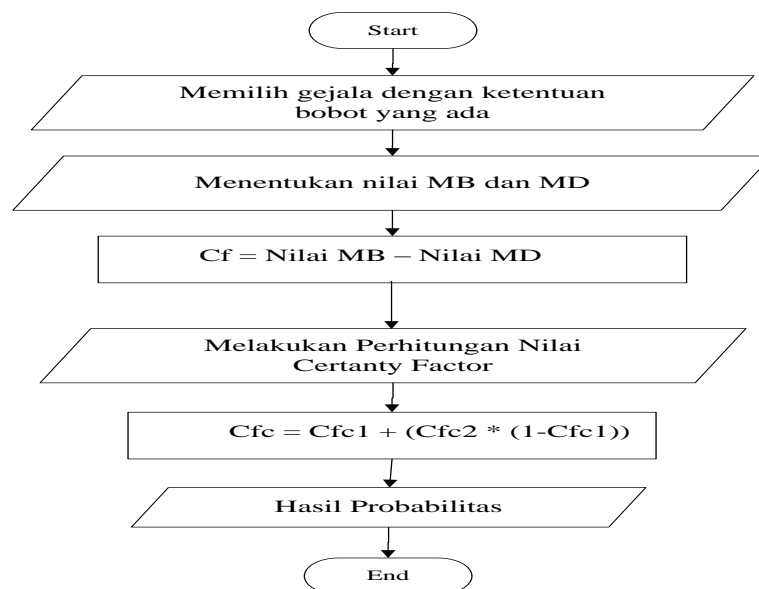 Start
Memilih gejala dengan ketentuan
bobot yang ada
Menentukan nilai MB dan MD
Cf = Nilai MB – Nilai MD
Melakukan Perhitungan Nilai
Certanty Factor
Cfc = Cfc1 + (Cfc2 * (1-Cfc1))
Hasil Probabilitas
End